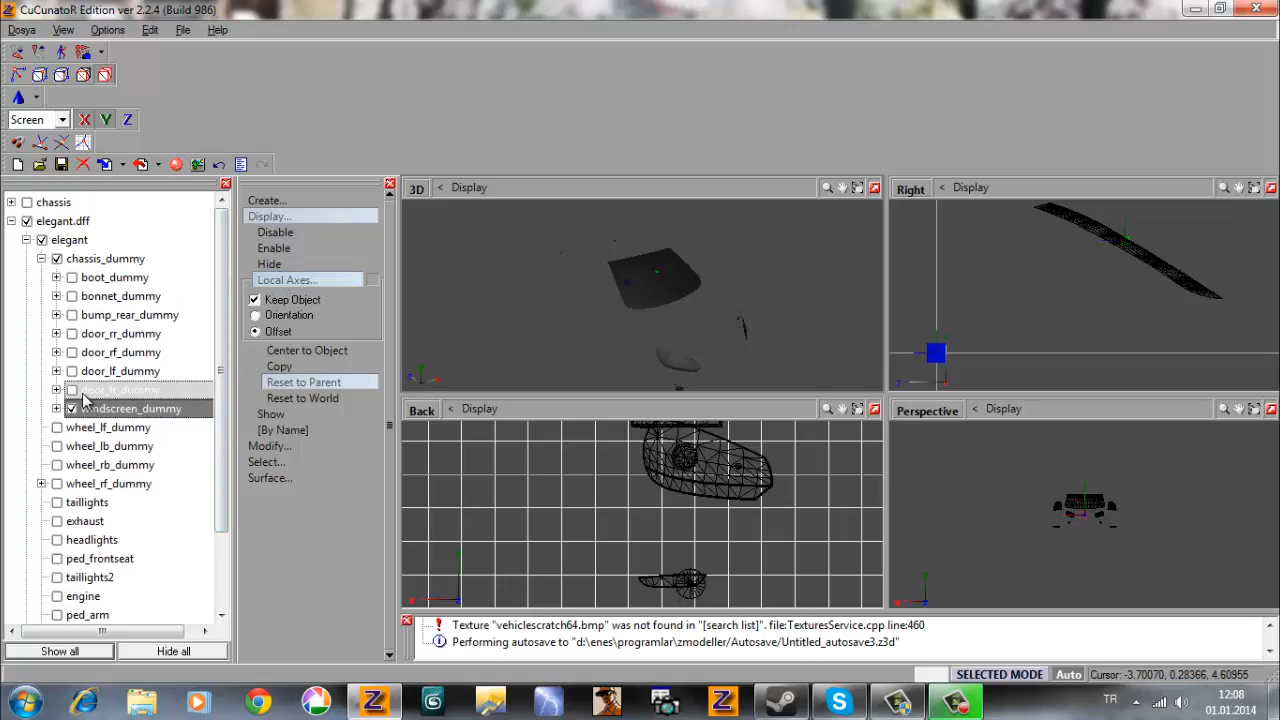 CuCunatoR Edition ver 2.2.4 (Build 986)
Dosya View Options Edit File Help
Screen X Y Z
chassis
elegant.dff
elegant
chassis_dummy
boot_dummy
bonnet_dummy
bump_rear_dummy
door_rr_dummy
door_rf_dummy
door_lf_dummy
door_lr_dummy
windscreen_dummy
wheel_lf_dummy
wheel_lb_dummy
wheel_rb_dummy
wheel_rf_dummy
taillights
exhaust
headlights
ped_frontseat
taillights2
engine
ped_arm
Show all Hide all
Create...
Display...
Disable
Enable
Hide
Local Axes...
Keep Object
Orientation
Offset
Center to Object
Copy
Reset to Parent
Reset to World
Show
[By Name]
Modify...
Select...
Surface...
3D < Display
Right < Display
Back < Display
Perspective < Display
Texture "vehiclescratch64.bmp" was not found in "[search list]". file:TexturesService.cpp line:460
Performing autosave to "d:\enes\programlar\zmodeller/Autosave/Untitled_autosave3.z3d"
SELECTED MODE Auto Cursor: -3.70070, 0.28366, 4.60955
TR
12:08
01.01.2014